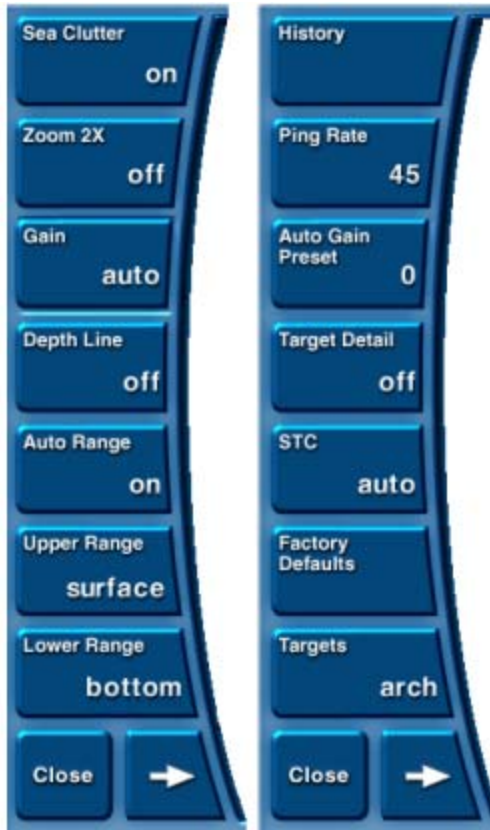 Sea Clutter
on
Zoom 2X
off
Gain
auto
Depth Line
off
Auto Range
on
Upper Range
surface
Lower Range
bottom
Close
History
Ping Rate
45
Auto Gain
Preset
0
Target Detail
off
STC
auto
Factory
Defaults
Targets
arch
Close